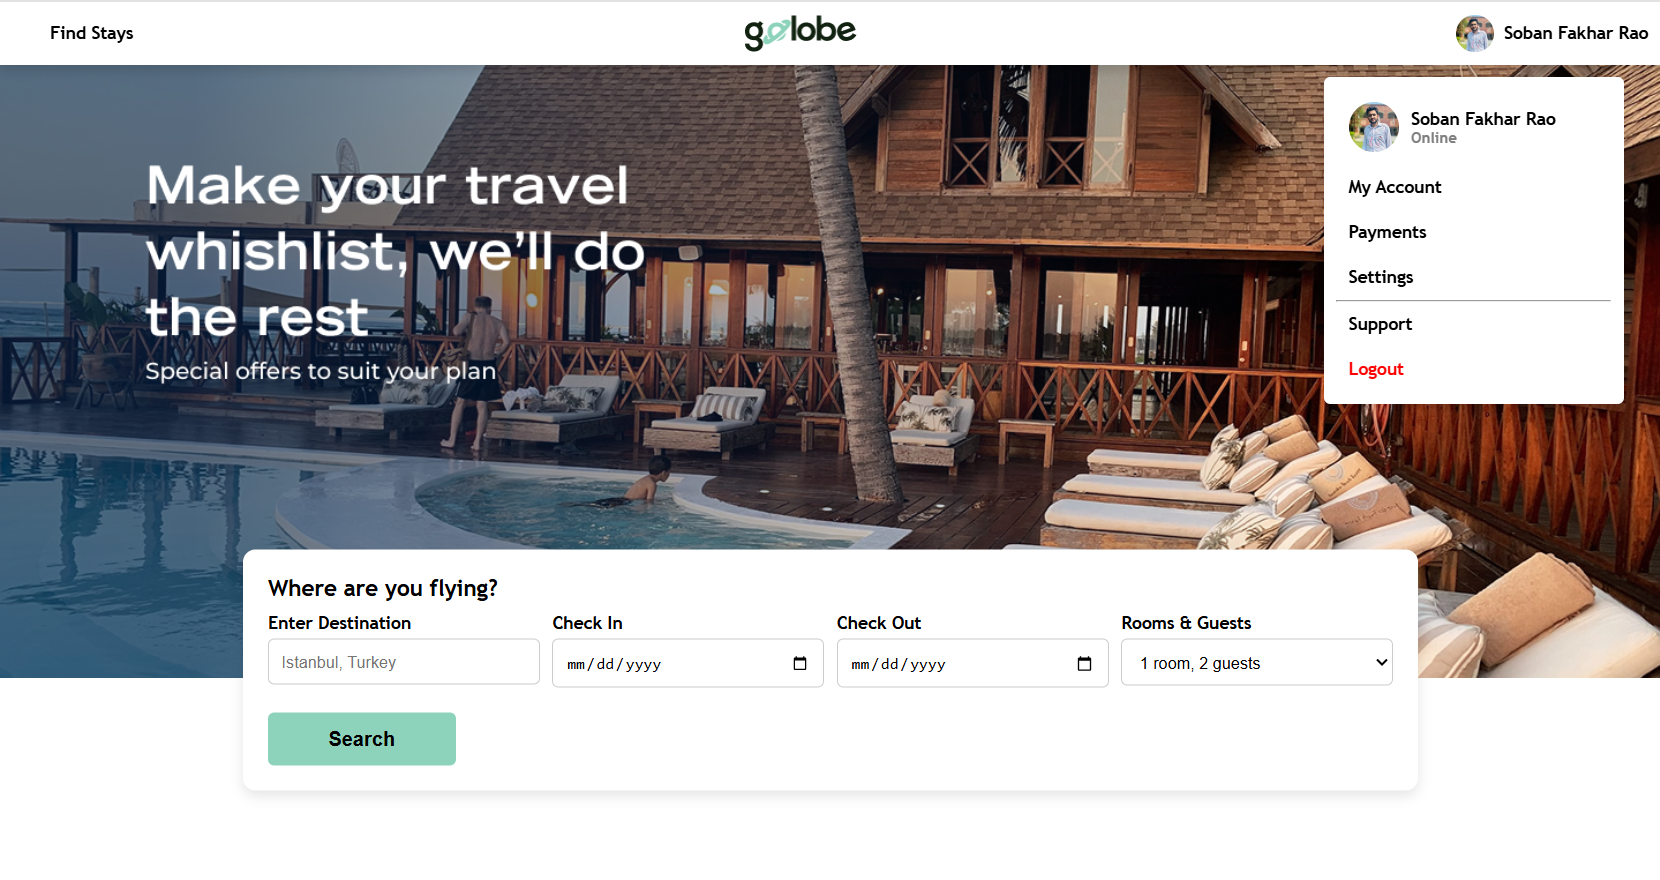 Find Stays
golobe
Soban Fakhar Rao
Soban Fakhar Rao
Online
My Account
Payments
Settings
Support
Logout
Make your travel
whishlist, we'll do
the rest
Special offers to suit your plan
Where are you flying?
Enter Destination
Check In
Check Out
Rooms & Guests
Istanbul, Turkey
mm/dd/yyyy
mm/dd/yyyy
1 room, 2 guests
Search